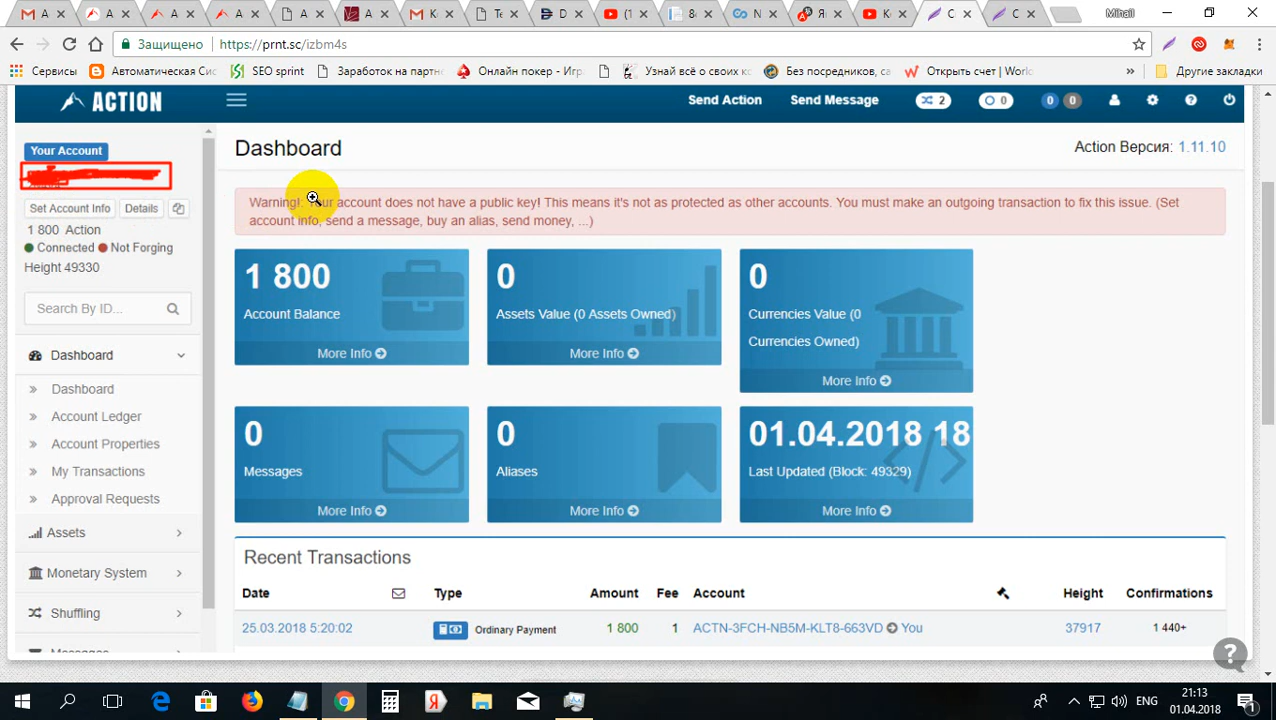 A
A
A
A
A
A
К
Te
D
(1
8
N
Я
К
C
C
Mihail
Защищено
https://prnt.sc/izbm4s
Сервисы
Автоматическая Сис
SEO sprint
Заработок на партн
Онлайн покер - Игр
Узнай всё о своих ко
Без посредников, са
Открыть счет | Worl
»
Другие закладки
ACTION
Send Action
Send Message
2
0
0
0
Your Account
Dashboard
Action Версия: 1.11.10
Set Account Info
Details
1 800 Action
Connected
Not Forging
Height 49330
Search By ID...
Dashboard
Dashboard
Account Ledger
Account Properties
My Transactions
Approval Requests
Assets
Monetary System
Shuffling
Messages
Warning!. Your account does not have a public key! This means it's not as protected as other accounts. You must make an outgoing transaction to fix this issue. (Set
account info, send a message, buy an alias, send money, ...)
1 800
Account Balance
More Info
0
Assets Value (0 Assets Owned)
More Info
0
Currencies Value (0
Currencies Owned)
More Info
0
Messages
More Info
0
Aliases
More Info
01.04.2018 18
Last Updated (Block: 49329)
More Info
Recent Transactions
Date
Type
Amount
Fee
Account
Height
Confirmations
25.03.2018 5:20:02
Ordinary Payment
1 800
1
ACTN-3FCH-NB5M-KLT8-663VD
You
37917
1 440+
?
ENG
21:13
01.04.2018
1